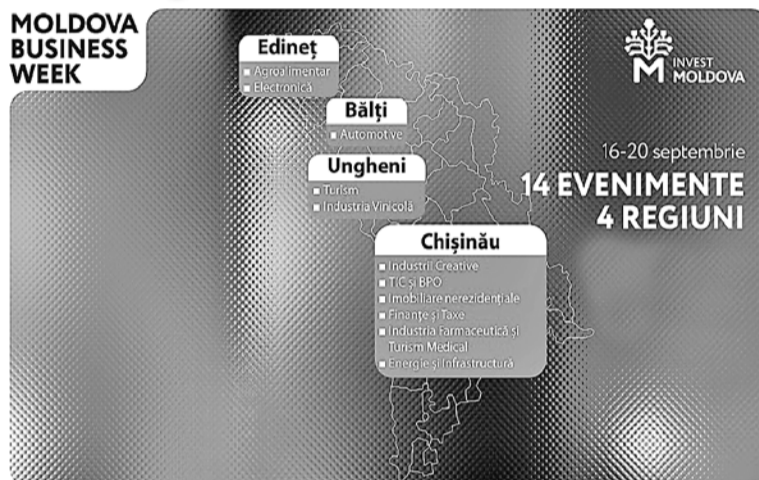 MOLDOVA
BUSINESS
WEEK
INVEST
MOLDOVA
Edineț
Agroalimentar
Electronică
Bălți
Automotive
Ungheni
Turism
Industria Vinicolă
16-20 septembrie
14 EVENIMENTE
4 REGIUNI
Chișinău
Industrii Creative
TIC și BPO
Imobiliare nerezidențiale
Finanțe și Taxe
Industria Farmaceutică și
Turism Medical
Energie și Infrastructură